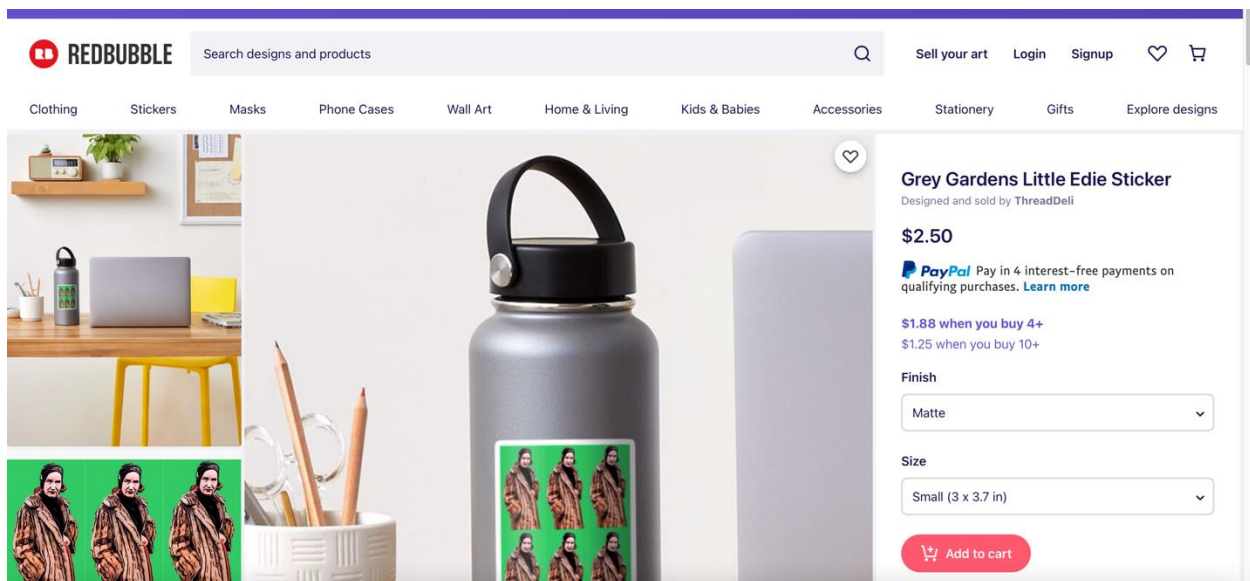 RB REDBUBBLE
Search designs and products
Sell your art
Login
Signup
Clothing
Stickers
Masks
Phone Cases
Wall Art
Home & Living
Kids & Babies
Accessories
Stationery
Gifts
Explore designs
Grey Gardens Little Edie Sticker
Designed and sold by ThreadDeli
$2.50
PayPal Pay in 4 interest-free payments on
qualifying purchases. Learn more
$1.88 when you buy 4+
$1.25 when you buy 10+
Finish
Matte
Size
Small (3 x 3.7 in)
Add to cart